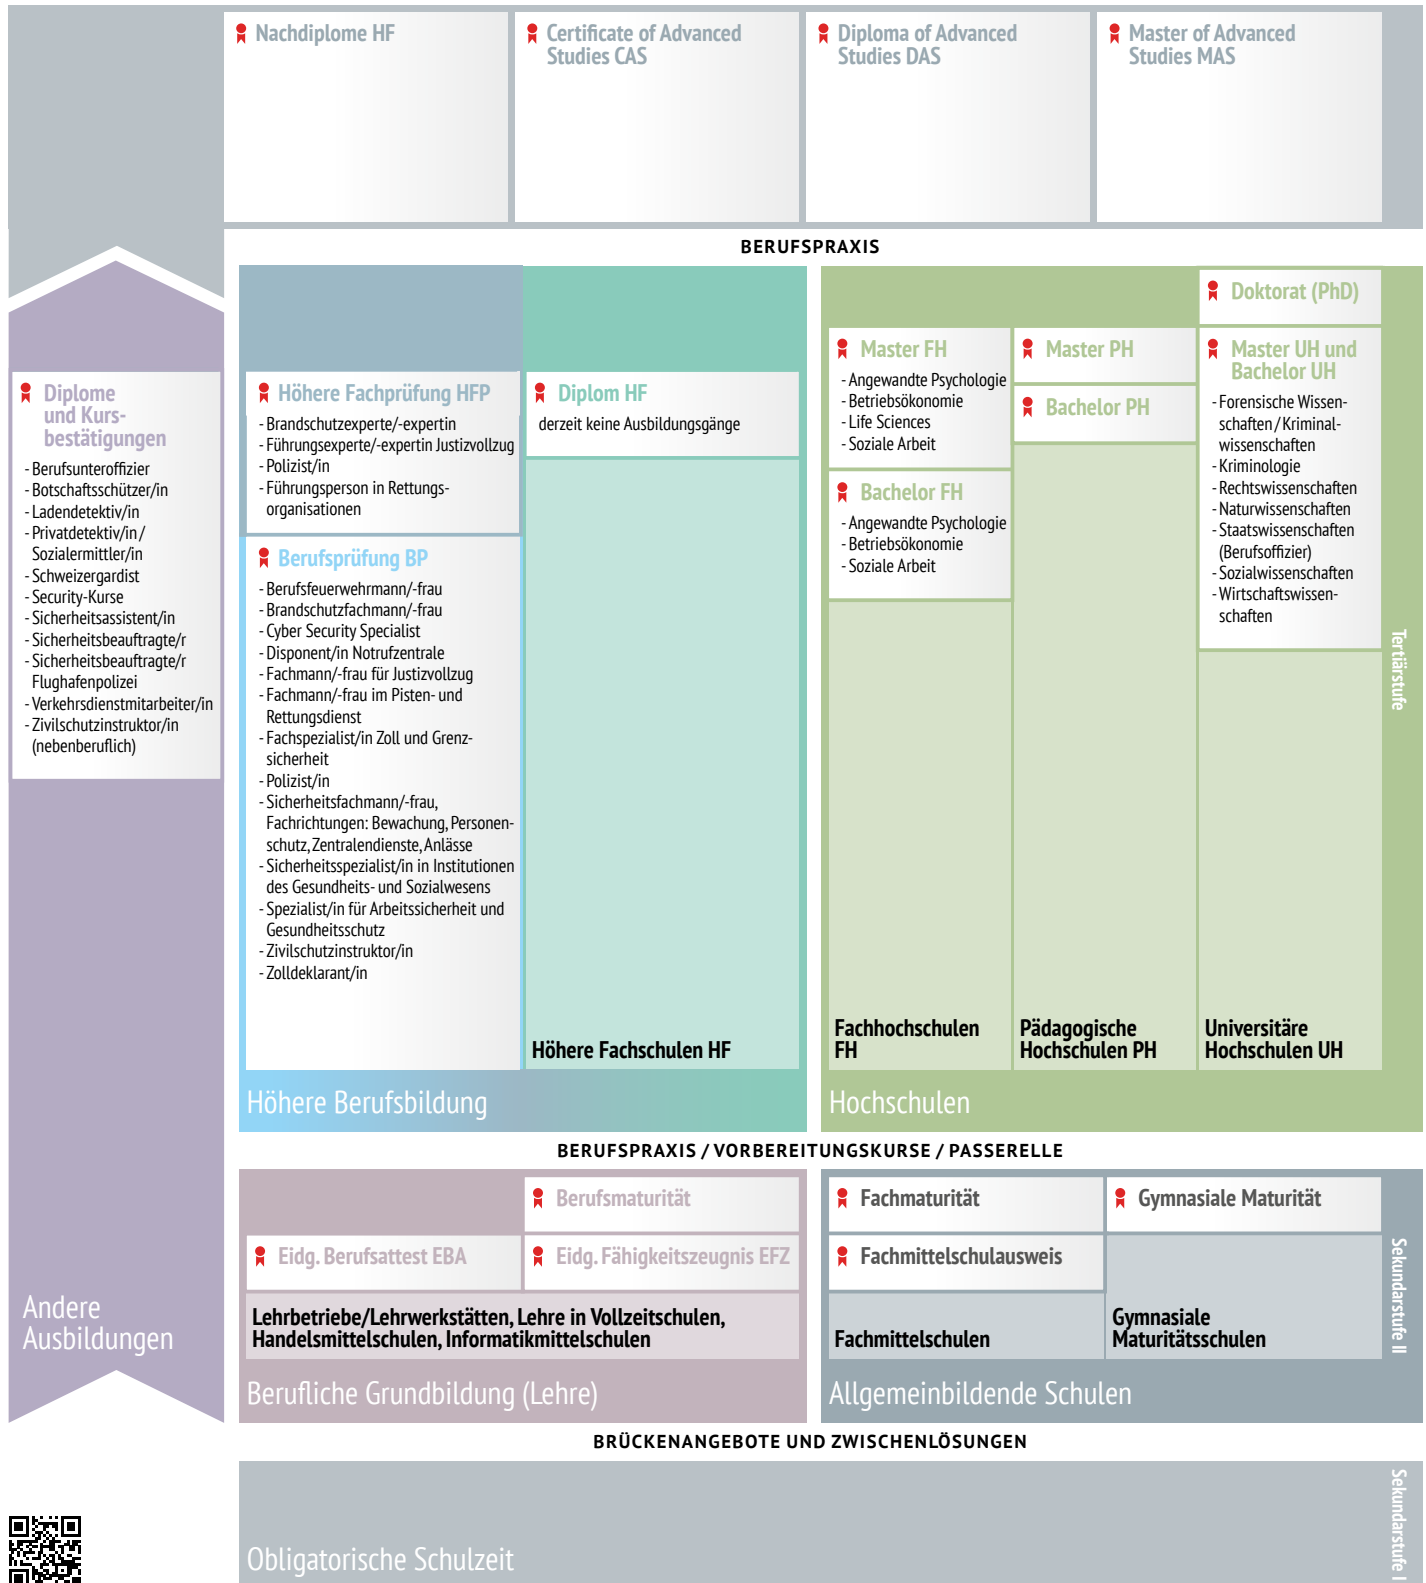 Nachdiplome HF
Certificate of Advanced
Studies CAS
Diploma of Advanced
Studies DAS
Master of Advanced
Studies MAS
BERUFSPRAXIS
Diplome
und Kurs-
bestätigungen
- Berufsunteroffizier
- Botschaftsschützer/in
- Ladendetektiv/in
- Privatdetektiv/in /
Sozialermittler/in
- Schweizergardist
- Security-Kurse
- Sicherheitsassistent/in
- Sicherheitsbeauftragte/r
- Sicherheitsbeauftragte/r
Flughafenpolizei
- Verkehrsdienstmitarbeiter/in
- Zivilschutzinstruktor/in
(nebenberuflich)
Andere
Ausbildungen
Höhere Fachprüfung HFP
- Brandschutzexperte/-expertin
- Führungsexperte/-expertin Justizvollzug
- Polizist/in
- Führungsperson in Rettungs-
organisationen
Berufsprüfung BP
- Berufsfeuerwehrmann/-frau
- Brandschutzfachmann/-frau
- Cyber Security Specialist
- Disponent/in Notrufzentrale
- Fachmann/-frau für Justizvollzug
- Fachmann/-frau im Pisten- und
Rettungsdienst
- Fachspezialist/in Zoll und Grenz-
sicherheit
- Polizist/in
- Sicherheitsfachmann/-frau,
Fachrichtungen: Bewachung, Personen-
schutz, Zentralendienste, Anlässe
- Sicherheitsspezialist/in in Institutionen
des Gesundheits- und Sozialwesens
- Spezialist/in für Arbeitssicherheit und
Gesundheitsschutz
- Zivilschutzinstruktor/in
- Zolldeklarant/in
Diplom HF
derzeit keine Ausbildungsgänge
Höhere Fachschulen HF
Höhere Berufsbildung
Master FH
- Angewandte Psychologie
- Betriebsökonomie
- Life Sciences
- Soziale Arbeit
Bachelor FH
- Angewandte Psychologie
- Betriebsökonomie
- Soziale Arbeit
Fachhochschulen
FH
Master PH
Bachelor PH
Pädagogische
Hochschulen PH
Doktorat (PhD)
Master UH und
Bachelor UH
- Forensische Wissen-
schaften / Kriminal-
wissenschaften
- Kriminologie
- Rechtswissenschaften
- Naturwissenschaften
- Staatswissenschaften
(Berufsoffizier)
- Sozialwissenschaften
- Wirtschaftswissen-
schaften
Universitäre
Hochschulen UH
Hochschulen
Tertiärstufe
BERUFSPRAXIS / VORBEREITUNGSKURSE / PASSERELLE
Berufsmaturität
Eidg. Berufsattest EBA
Eidg. Fähigkeitszeugnis EFZ
Lehrbetriebe/Lehrwerkstätten, Lehre in Vollzeitschulen,
Handelsmittelschulen, Informatikmittelschulen
Berufliche Grundbildung (Lehre)
Fachmaturität
Gymnasiale Maturität
Fachmittelschulausweis
Fachmittelschulen
Gymnasiale
Maturitätsschulen
Allgemeinbildende Schulen
Sekundarstufe II
BRÜCKENANGEBOTE UND ZWISCHENLÖSUNGEN
Obligatorische Schulzeit
Sekundarstufe I